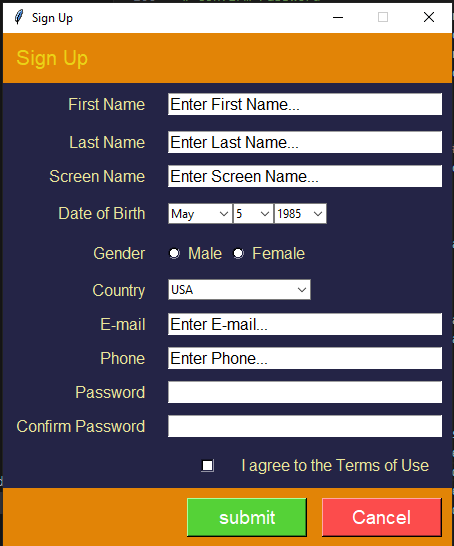 Sign Up
Sign Up
First Name Enter First Name...
Last Name Enter Last Name...
Screen Name Enter Screen Name...
Date of Birth May 5 1985
Gender Male Female
Country USA
E-mail Enter E-mail...
Phone Enter Phone...
Password
Confirm Password
I agree to the Terms of Use
submit Cancel